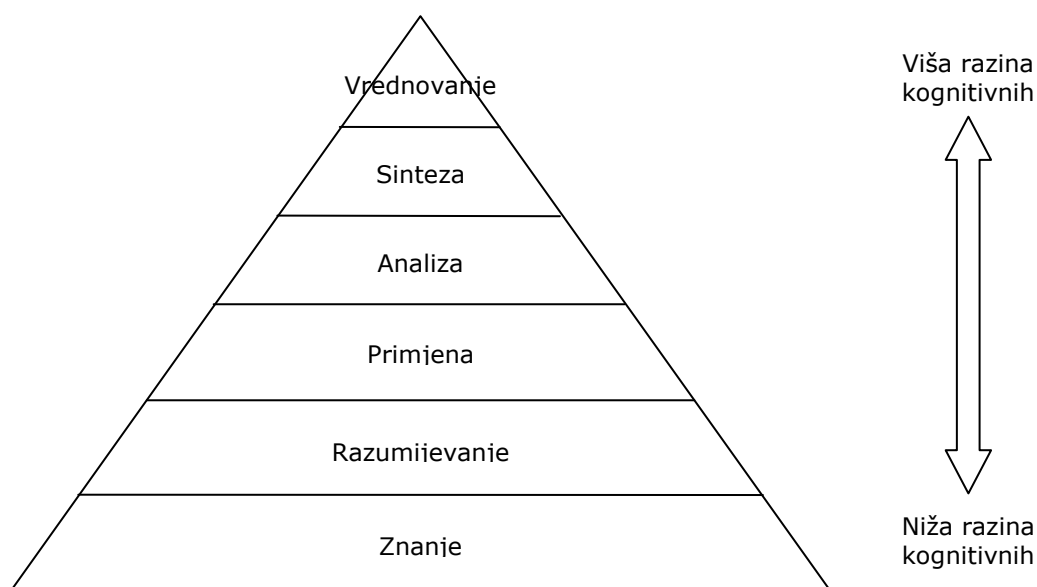 Vrednovanje
Viša razina
kognitivnih
Sinteza
Analiza
Primjena
Razumijevanje
Znanje
Niža razina
kognitivnih